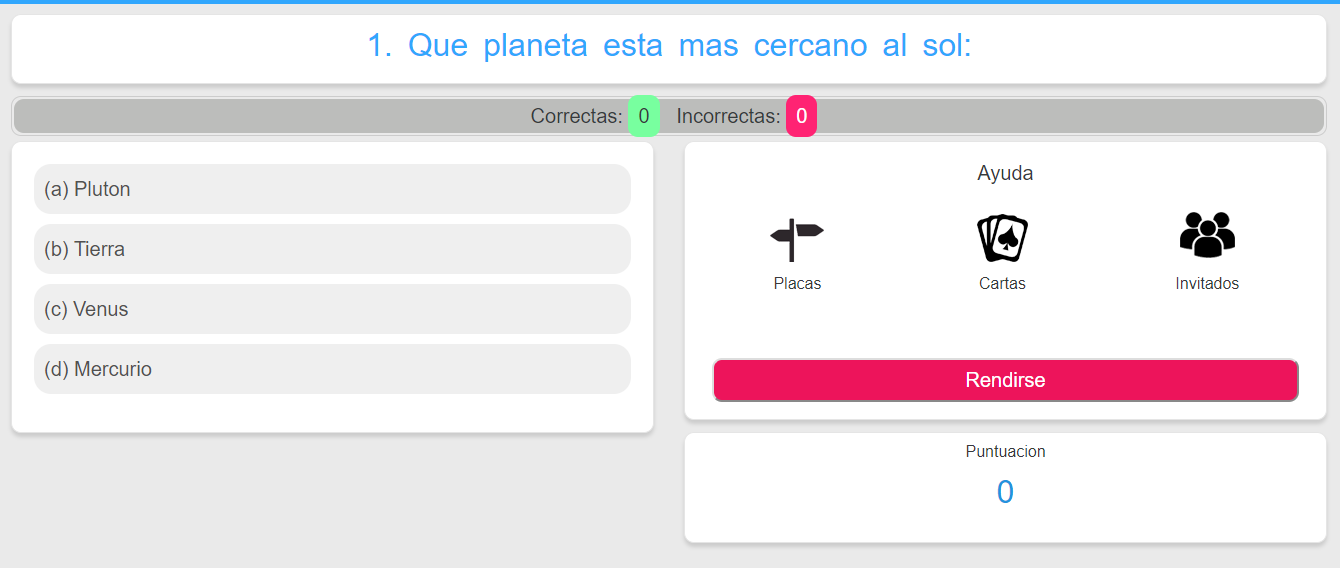 1. Que planeta esta mas cercano al sol:
Correctas: 0 Incorrectas: 0
(a) Pluton
(b) Tierra
(c) Venus
(d) Mercurio
Ayuda
Placas Cartas Invitados
Rendirse
Puntuacion
0